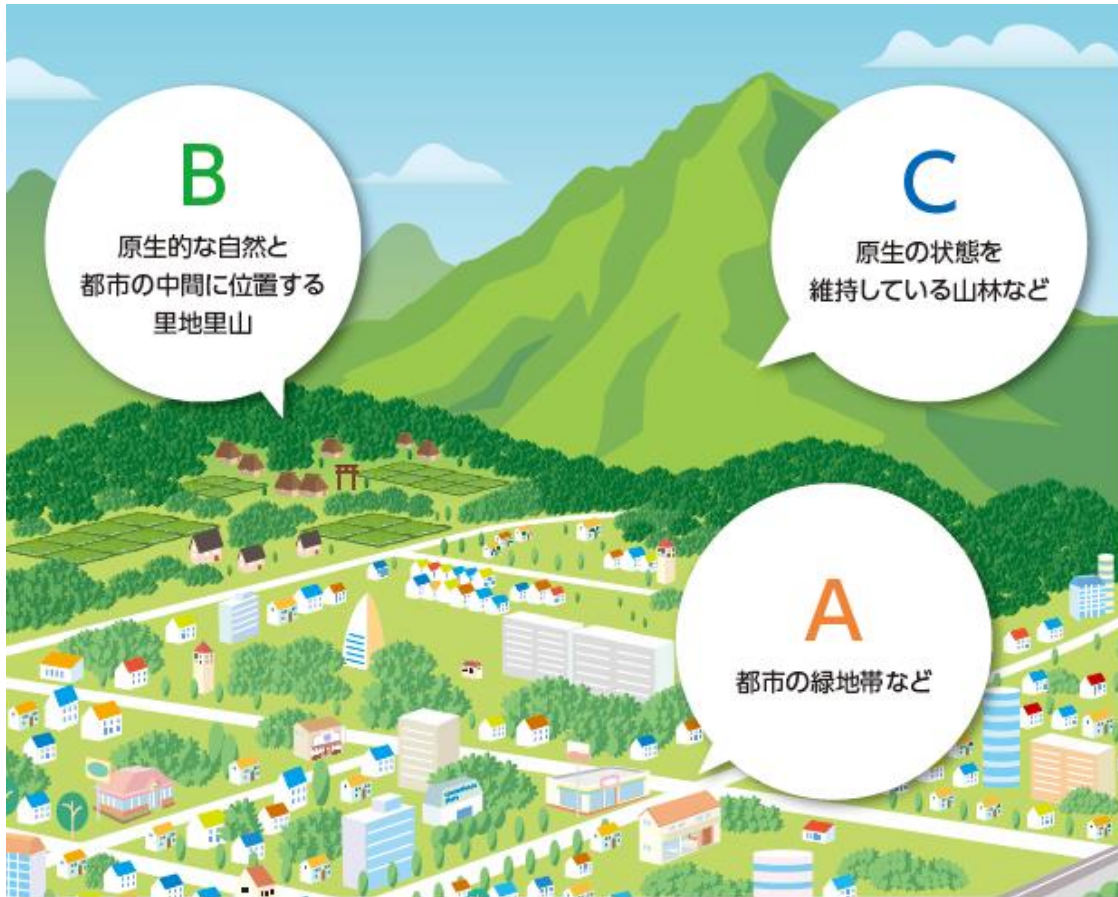 B
原生的な自然と
都市の中間に位置する
里地里山
C
原生の状態を
維持している山林など
A
都市の緑地帯など